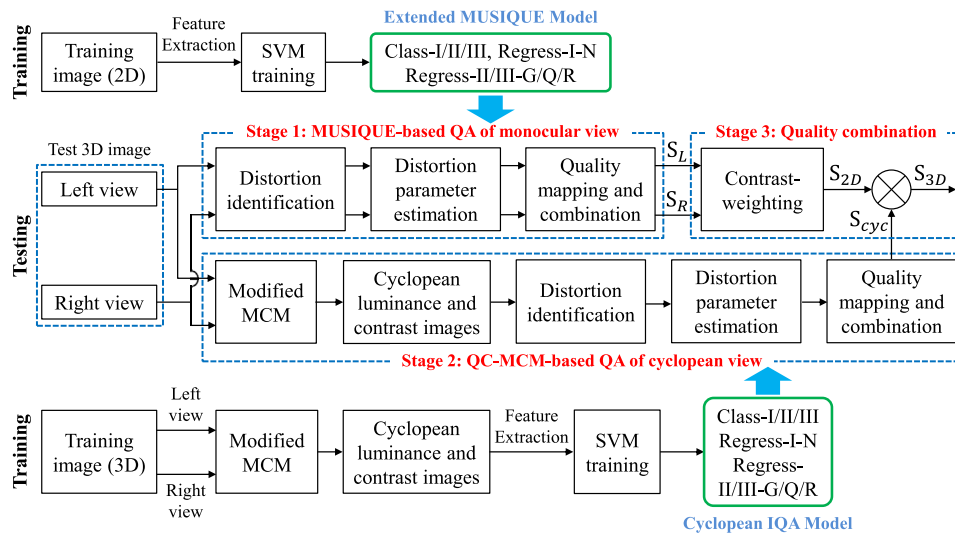 Extended MUSIQUE Model
Training
Training
image (2D)
Feature
Extraction
SVM
training
Class-I/II/III, Regress-I-N
Regress-II/III-G/Q/R
Testing
Test 3D image
Left view
Right view
Stage 1: MUSIQUE-based QA of monocular view
Distortion
identification
Distortion
parameter
estimation
Quality
mapping and
combination
S_L
S_R
Stage 3: Quality combination
Contrast-
weighting
S_2D
S_3D
S_cyc
Modified
MCM
Cyclopean
luminance and
contrast images
Distortion
identification
Distortion
parameter
estimation
Quality
mapping and
combination
Stage 2: QC-MCM-based QA of cyclopean view
Training
Training
image (3D)
Left
view
Right
view
Modified
MCM
Cyclopean
luminance and
contrast images
Feature
Extraction
SVM
training
Class-I/II/III
Regress-I-N
Regress-
II/III-G/Q/R
Cyclopean IQA Model